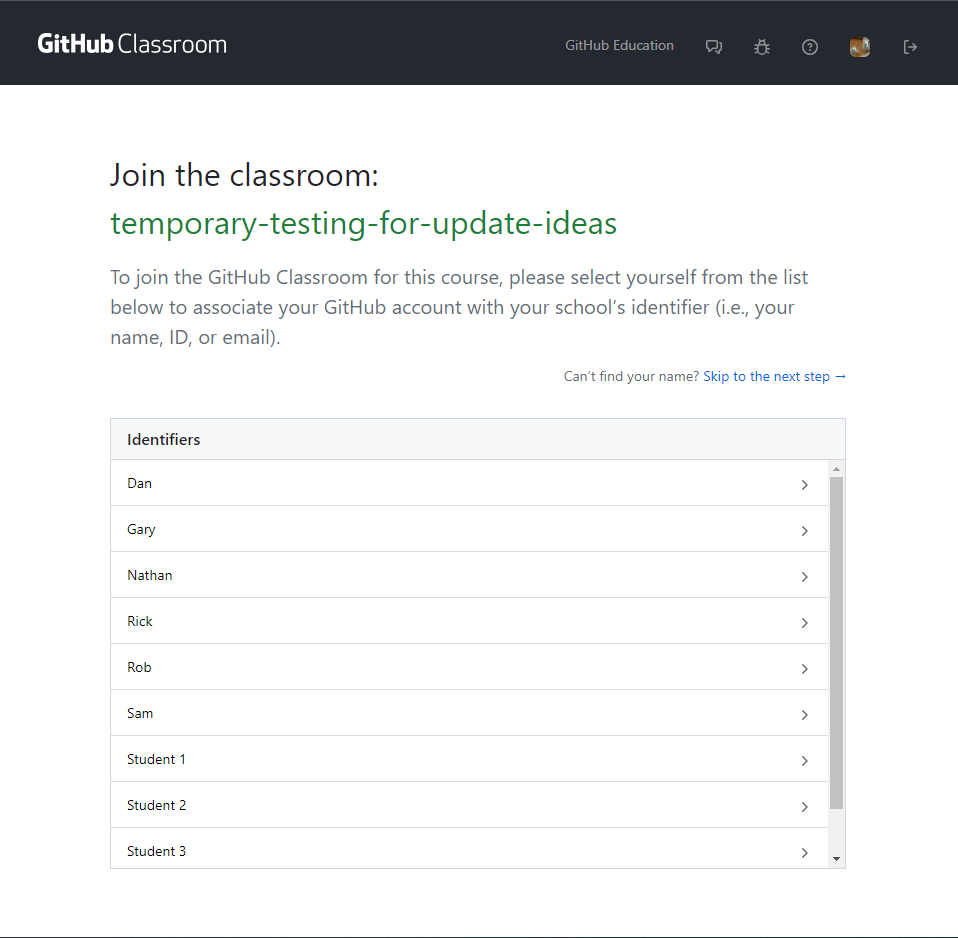 GitHub Classroom
GitHub Education
Join the classroom:
temporary-testing-for-update-ideas
To join the GitHub Classroom for this course, please select yourself from the list
below to associate your GitHub account with your school’s identifier (i.e., your
name, ID, or email).
Can’t find your name? Skip to the next step →
Identifiers
Dan
Gary
Nathan
Rick
Rob
Sam
Student 1
Student 2
Student 3